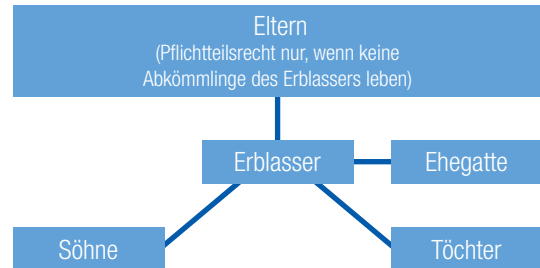 Eltern
(Pflichtteilsrecht nur, wenn keine
Abkömmlinge des Erblassers leben)
Erblasser
Ehegatte
Söhne
Töchter